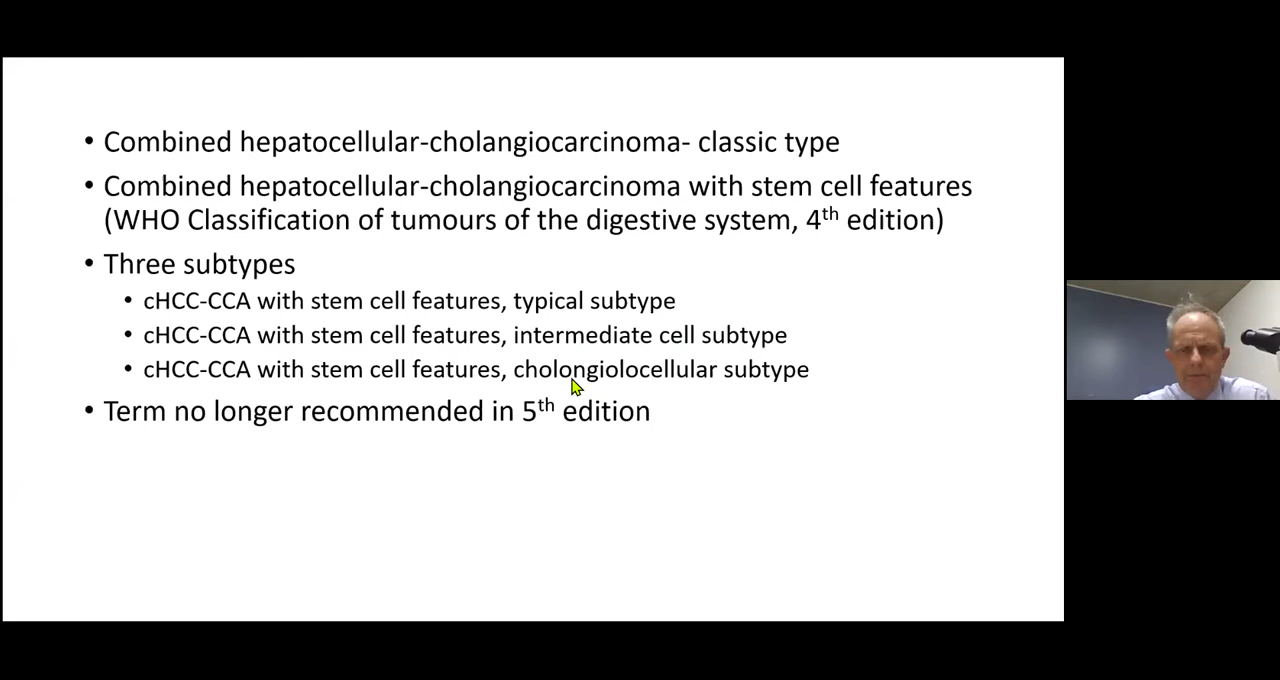 • Combined hepatocellular-cholangiocarcinoma- classic type
• Combined hepatocellular-cholangiocarcinoma with stem cell features
(WHO Classification of tumours of the digestive system, 4th edition)
• Three subtypes
• cHCC-CCA with stem cell features, typical subtype
• cHCC-CCA with stem cell features, intermediate cell subtype
• cHCC-CCA with stem cell features, cholongiolocellular subtype
• Term no longer recommended in 5th edition